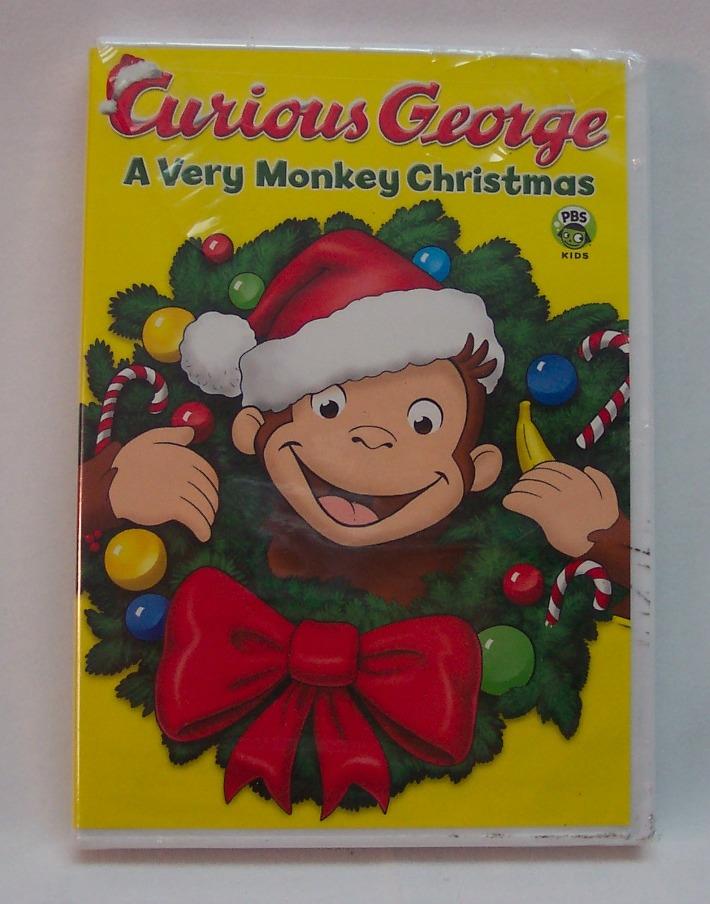 Curious George
A Very Monkey Christmas
PBS
KIDS